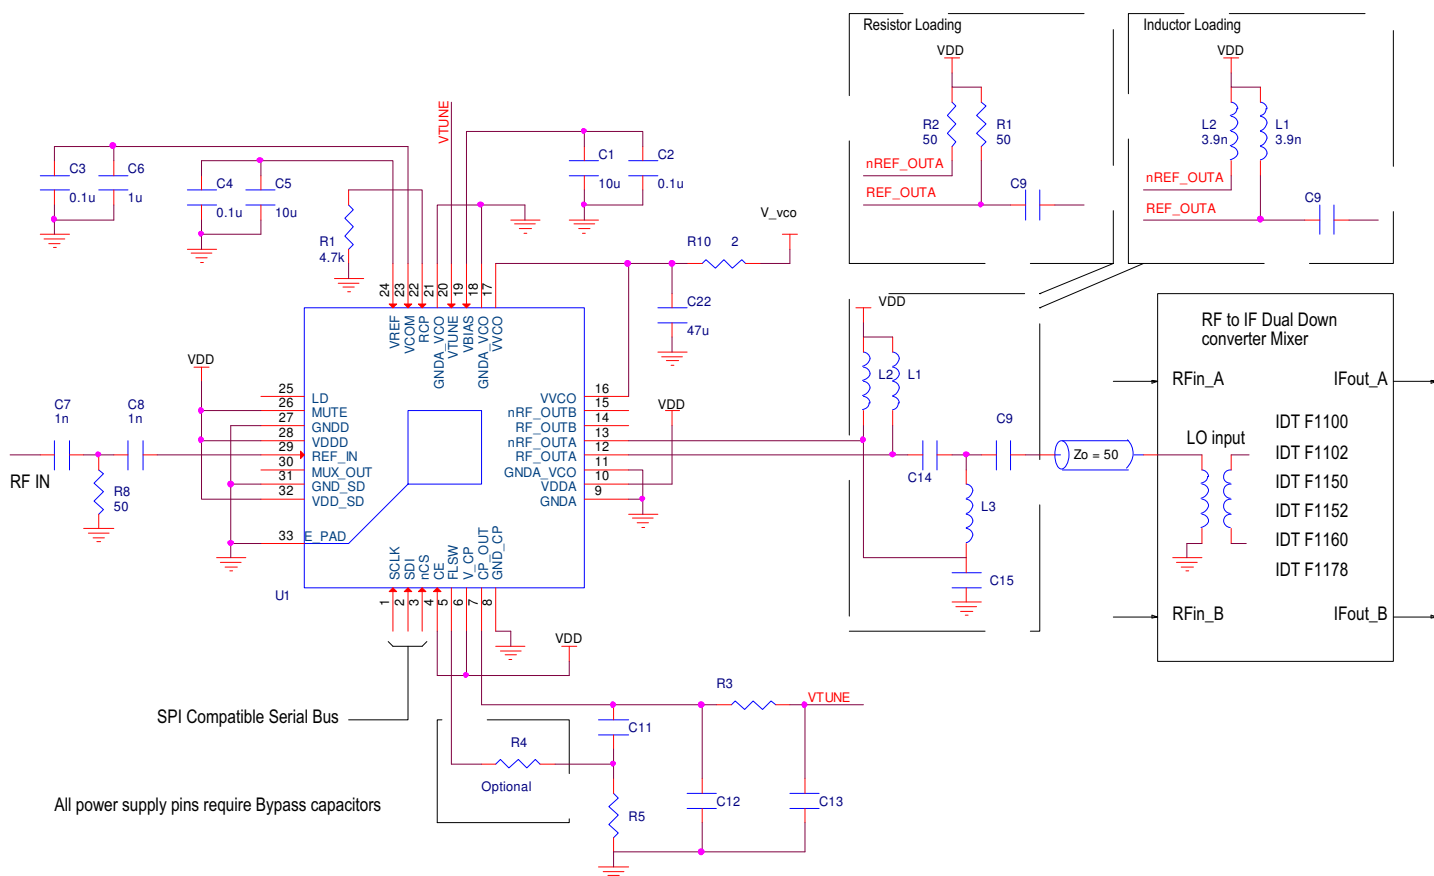 Resistor Loading
VDD
R2
50
R1
50
nREF_OUTA
REF_OUTA
C9
Inductor Loading
VDD
L2
3.9n
L1
3.9n
nREF_OUTA
REF_OUTA
C9
VTUNE
C3
0.1u
C6
1u
C4
0.1u
C5
10u
R1
4.7k
C1
10u
C2
0.1u
V_vco
R10 2
C22
47u
24
23
22
21
20
19
18
17
VREF
VCOM
RCP
GNDA_VCO
VTUNE
VBIAS
GNDA_VCO
VVCO
VDD
25 LD
26 MUTE
27 GNDD
28 VDDD
29 REF_IN
30 MUX_OUT
31 GND_SD
32 VDD_SD
33 E_PAD
C7
1n
C8
1n
RF IN
R8
50
VVCO 16
nRF_OUTB 15
RF_OUTB 14
nRF_OUTA 13
RF_OUTA 12
GNDA_VCO 11
VDDA 10
GNDA 9
VDD
SCLK
SDI
nCS
CE
FLSW
V_CP
CP_OUT
GND_CP
1
2
3
4
5
6
7
8
U1
VDD
VDD
L2
L1
C14
C9
L3
C15
Zo = 50
RF to IF Dual Down
converter Mixer
RFin_A
IFout_A
LO input
IDT F1100
IDT F1102
IDT F1150
IDT F1152
IDT F1160
IDT F1178
RFin_B
IFout_B
SPI Compatible Serial Bus
R3
VTUNE
C11
R4
Optional
R5
C12
C13
All power supply pins require Bypass capacitors